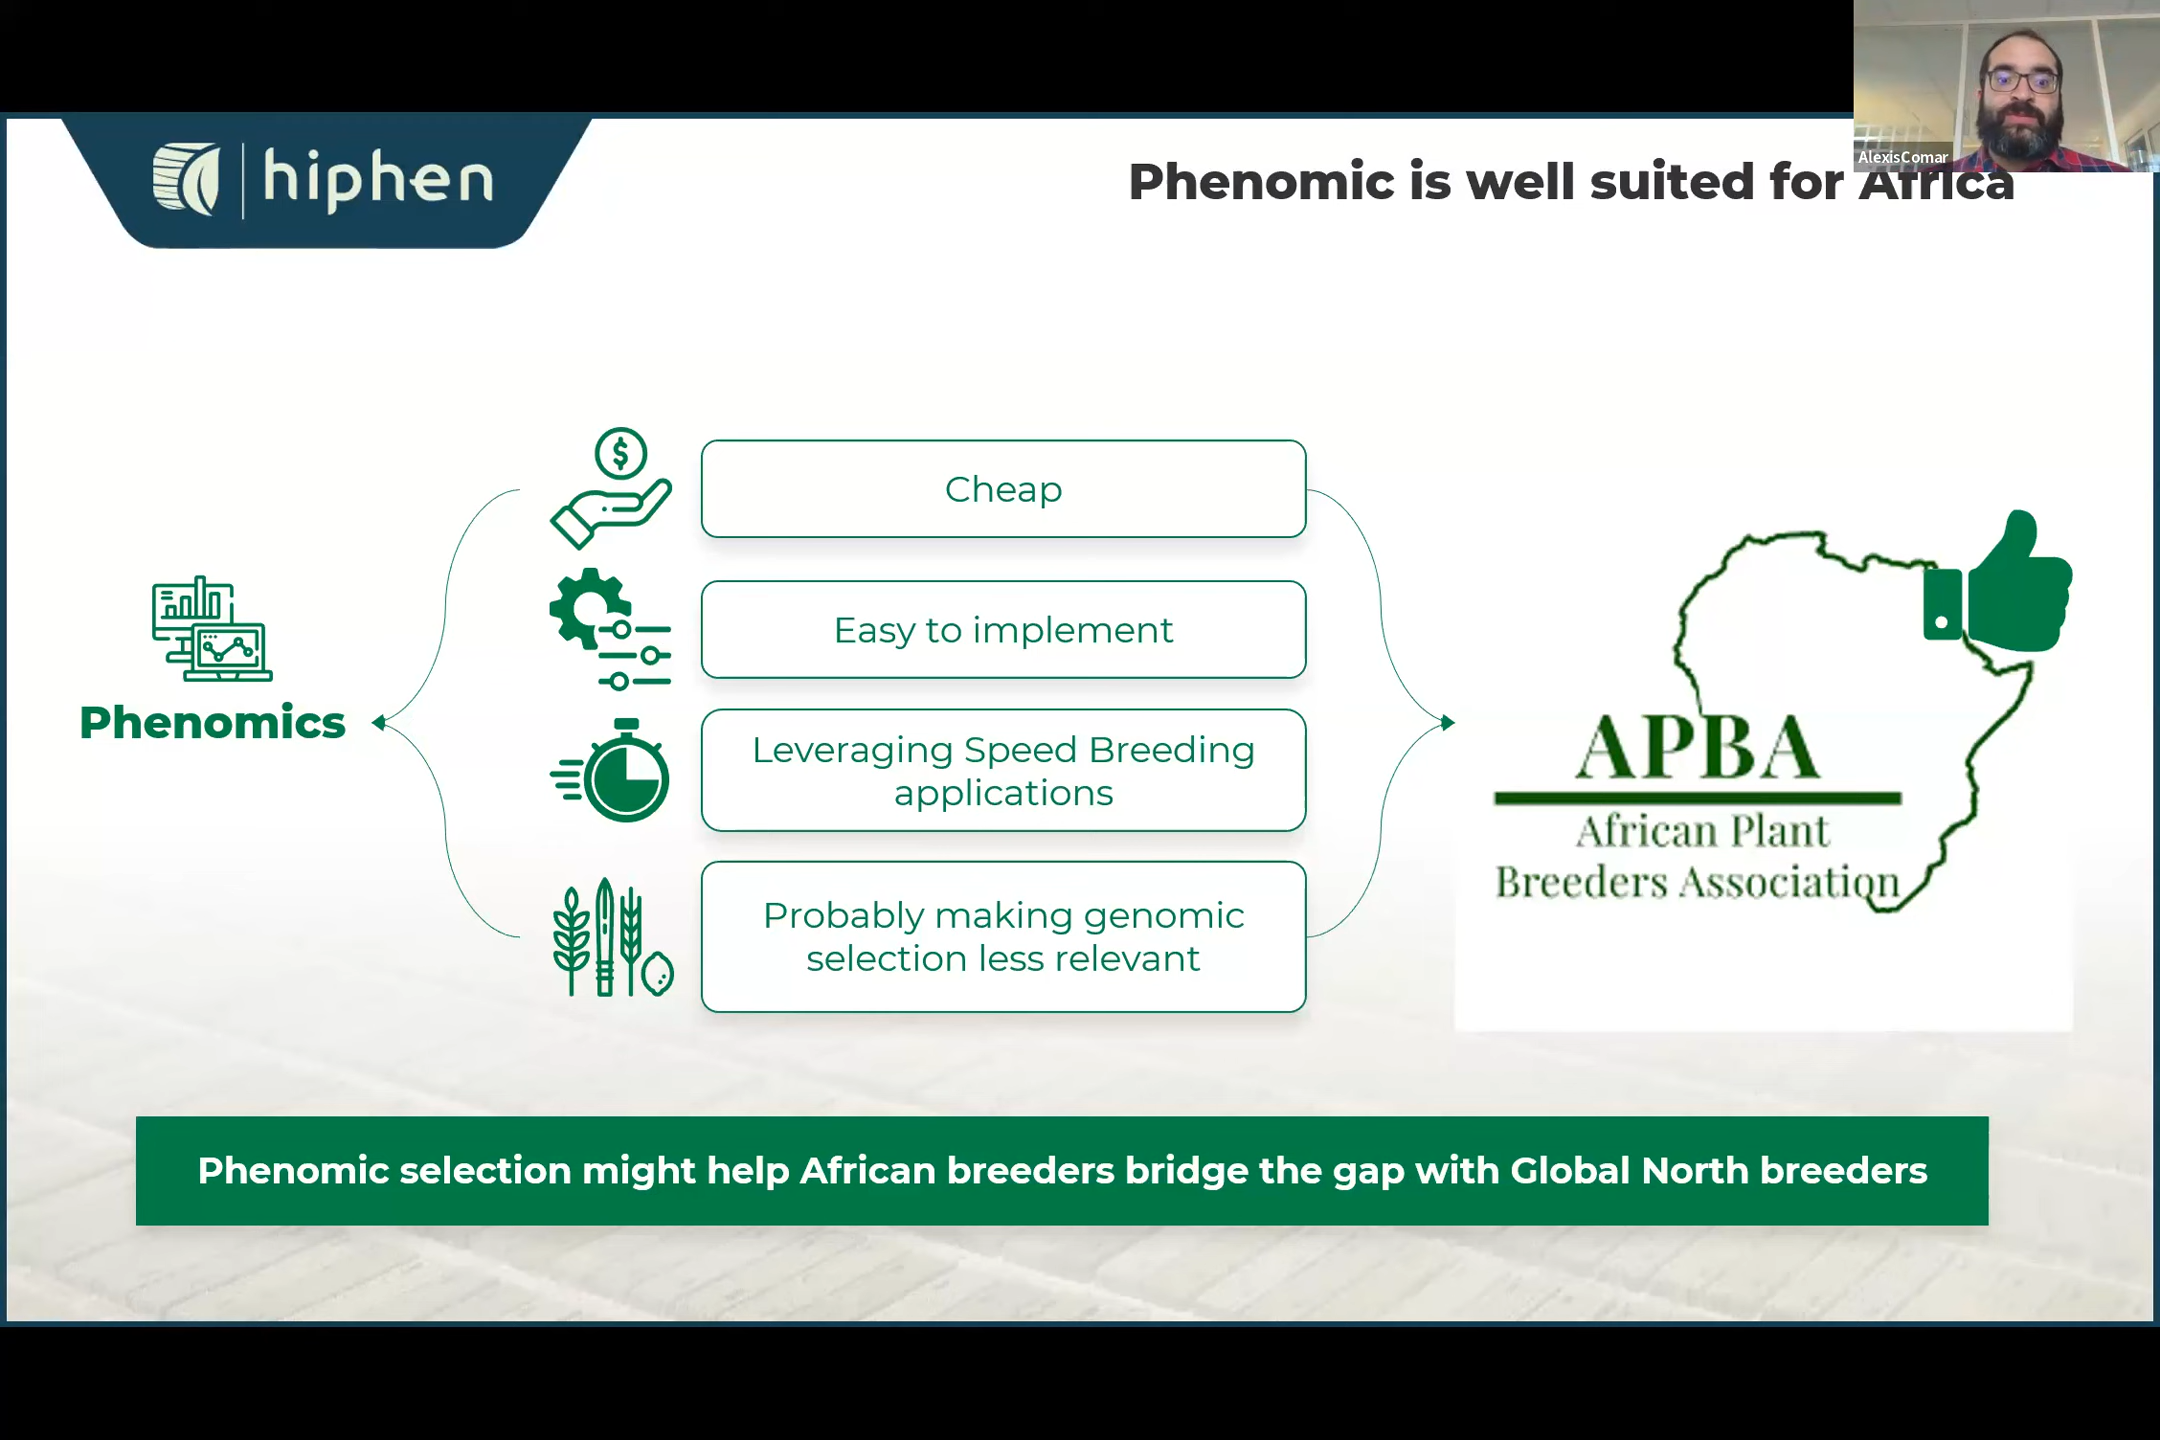 AlexisComar
hiphen
Phenomic is well suited for Africa
Cheap
Easy to implement
Leveraging Speed Breeding
applications
Probably making genomic
selection less relevant
Phenomics
APBA
African Plant
Breeders Association
Phenomic selection might help African breeders bridge the gap with Global North breeders